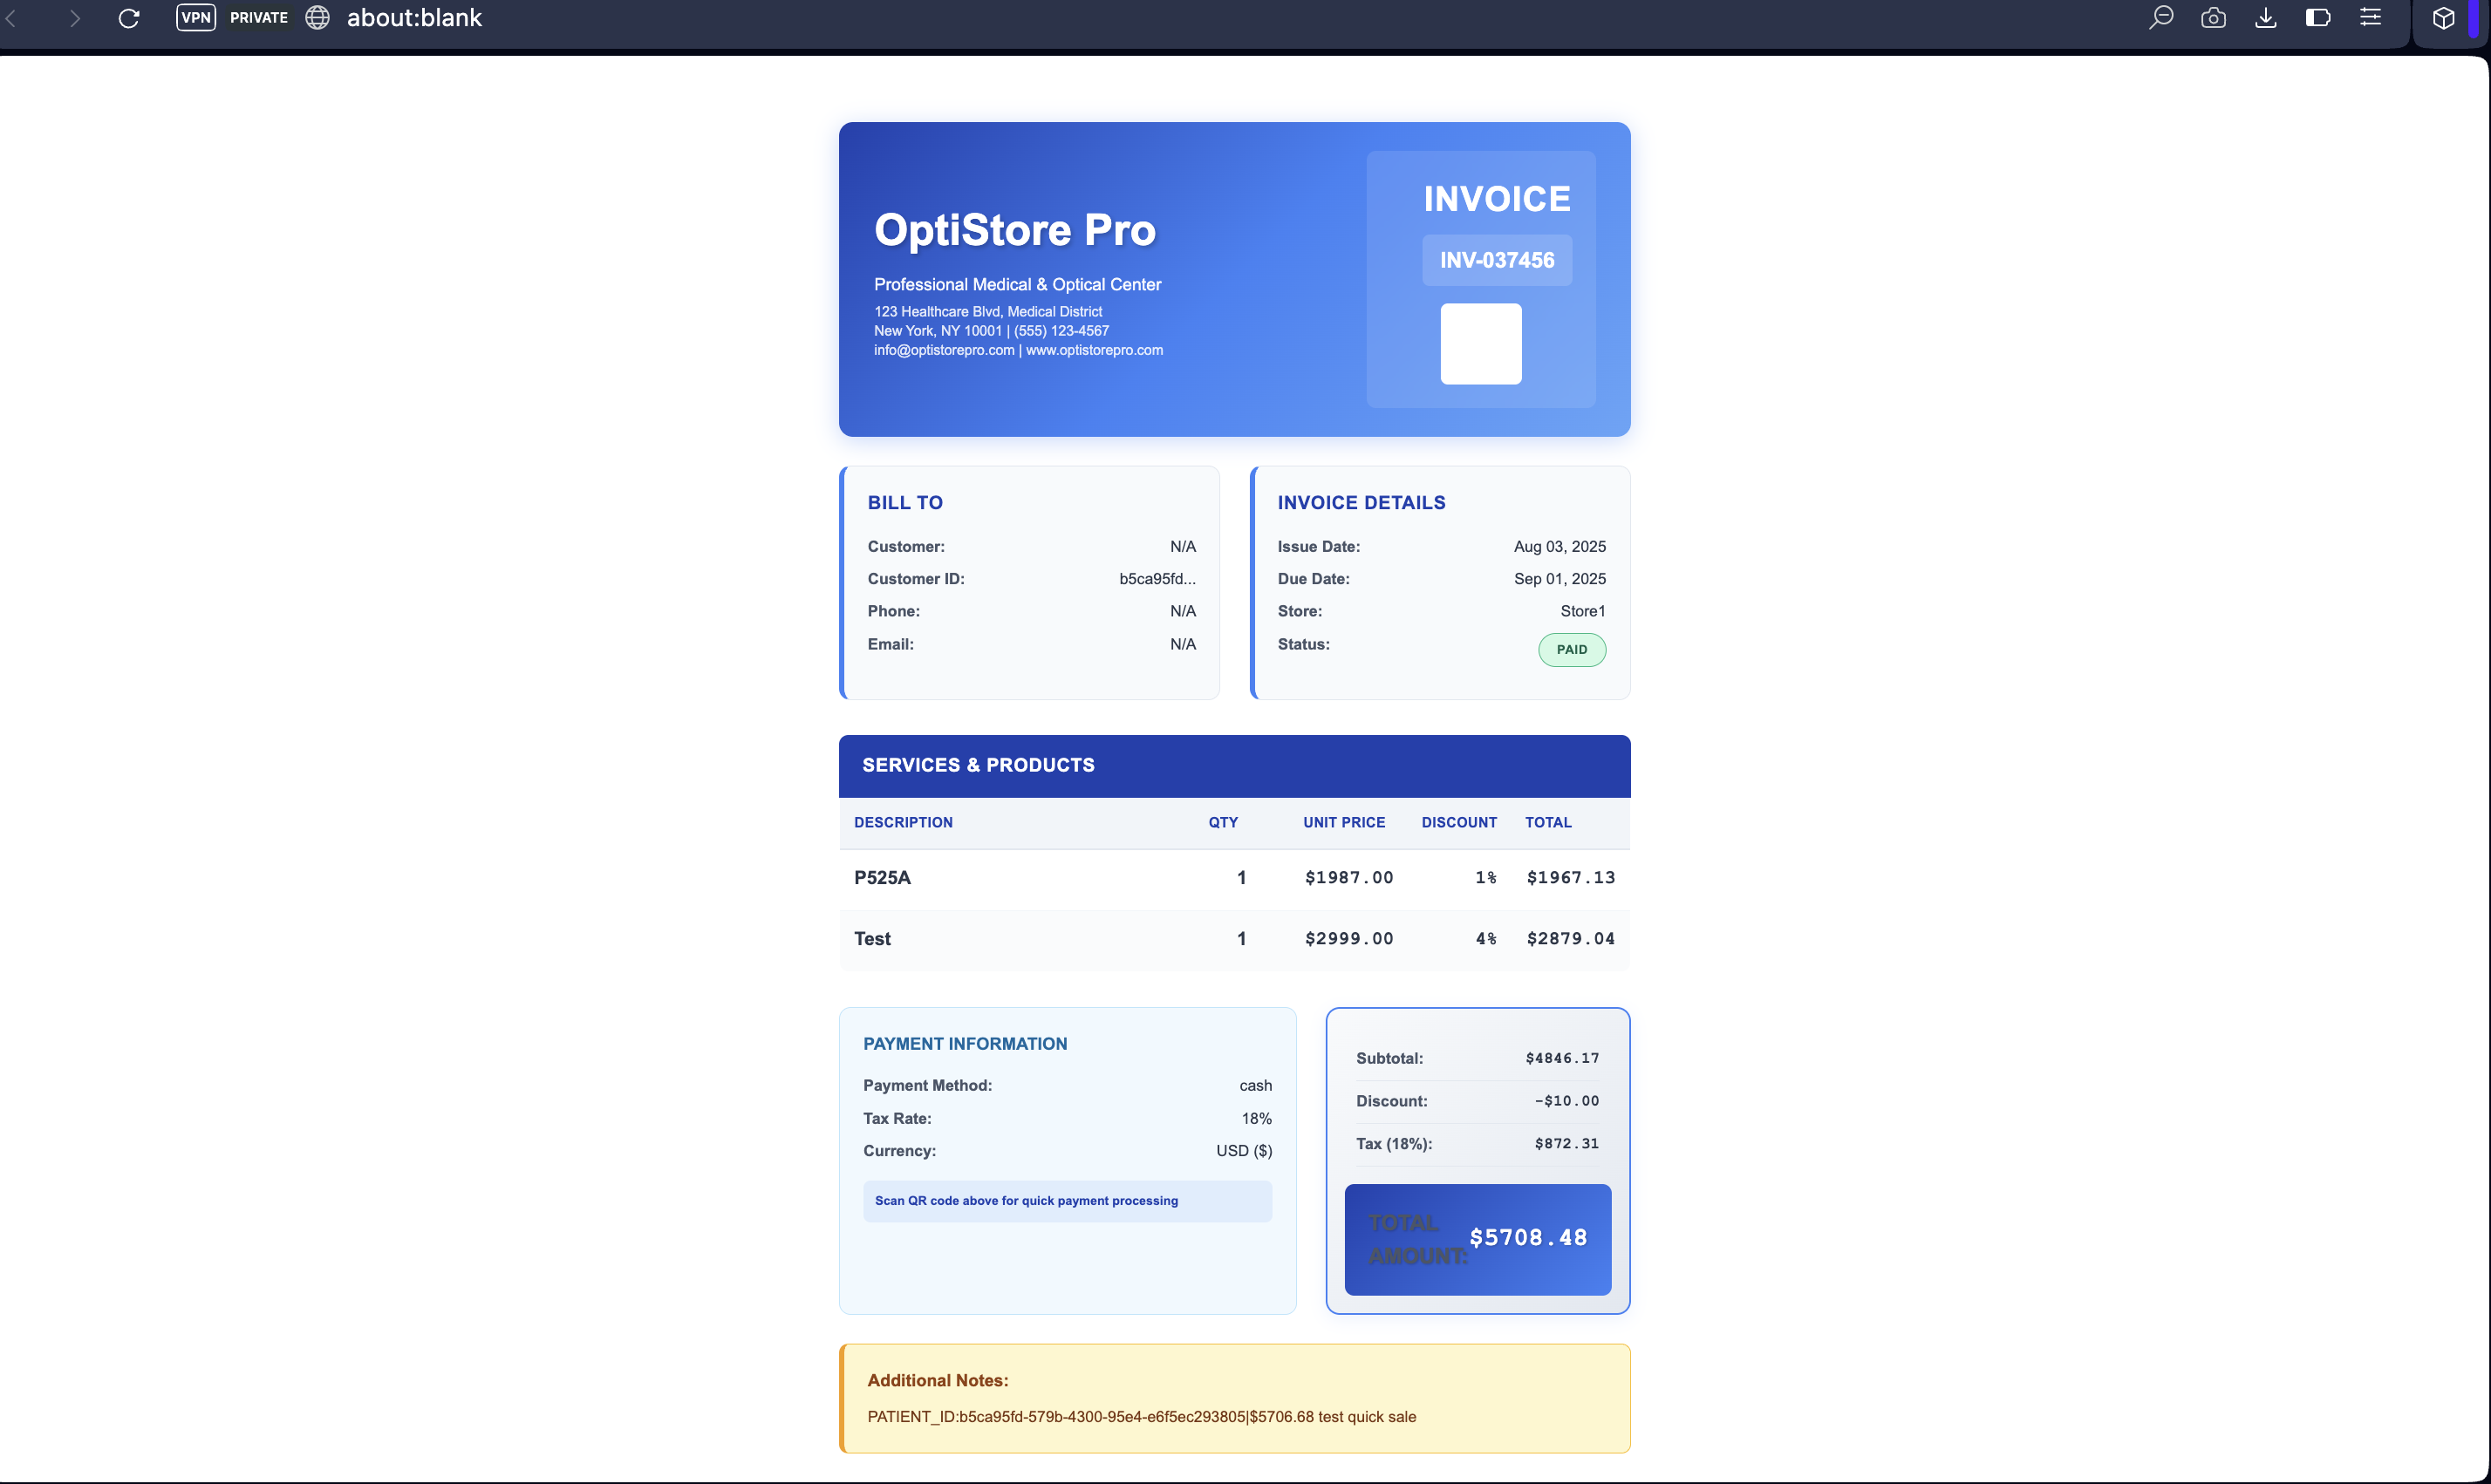 VPN PRIVATE about:blank
OptiStore Pro
Professional Medical & Optical Center
123 Healthcare Blvd, Medical District
New York, NY 10001 | (555) 123-4567
info@optistorepro.com | www.optistorepro.com
INVOICE
INV-037456
BILL TO
Customer: N/A
Customer ID: b5ca95fd...
Phone: N/A
Email: N/A
INVOICE DETAILS
Issue Date: Aug 03, 2025
Due Date: Sep 01, 2025
Store: Store1
Status: PAID
SERVICES & PRODUCTS
DESCRIPTION QTY UNIT PRICE DISCOUNT TOTAL
P525A 1 $1987.00 1% $1967.13
Test 1 $2999.00 4% $2879.04
PAYMENT INFORMATION
Payment Method: cash
Tax Rate: 18%
Currency: USD ($)
Scan QR code above for quick payment processing
Subtotal: $4846.17
Discount: -$10.00
Tax (18%): $872.31
TOTAL
AMOUNT: $5708.48
Additional Notes:
PATIENT_ID:b5ca95fd-579b-4300-95e4-e6f5ec293805|$5706.68 test quick sale